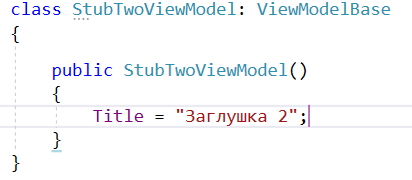 class StubTwoViewModel: ViewModelBase
{
public StubTwoViewModel()
{
Title = "Заглушка 2";
}
}